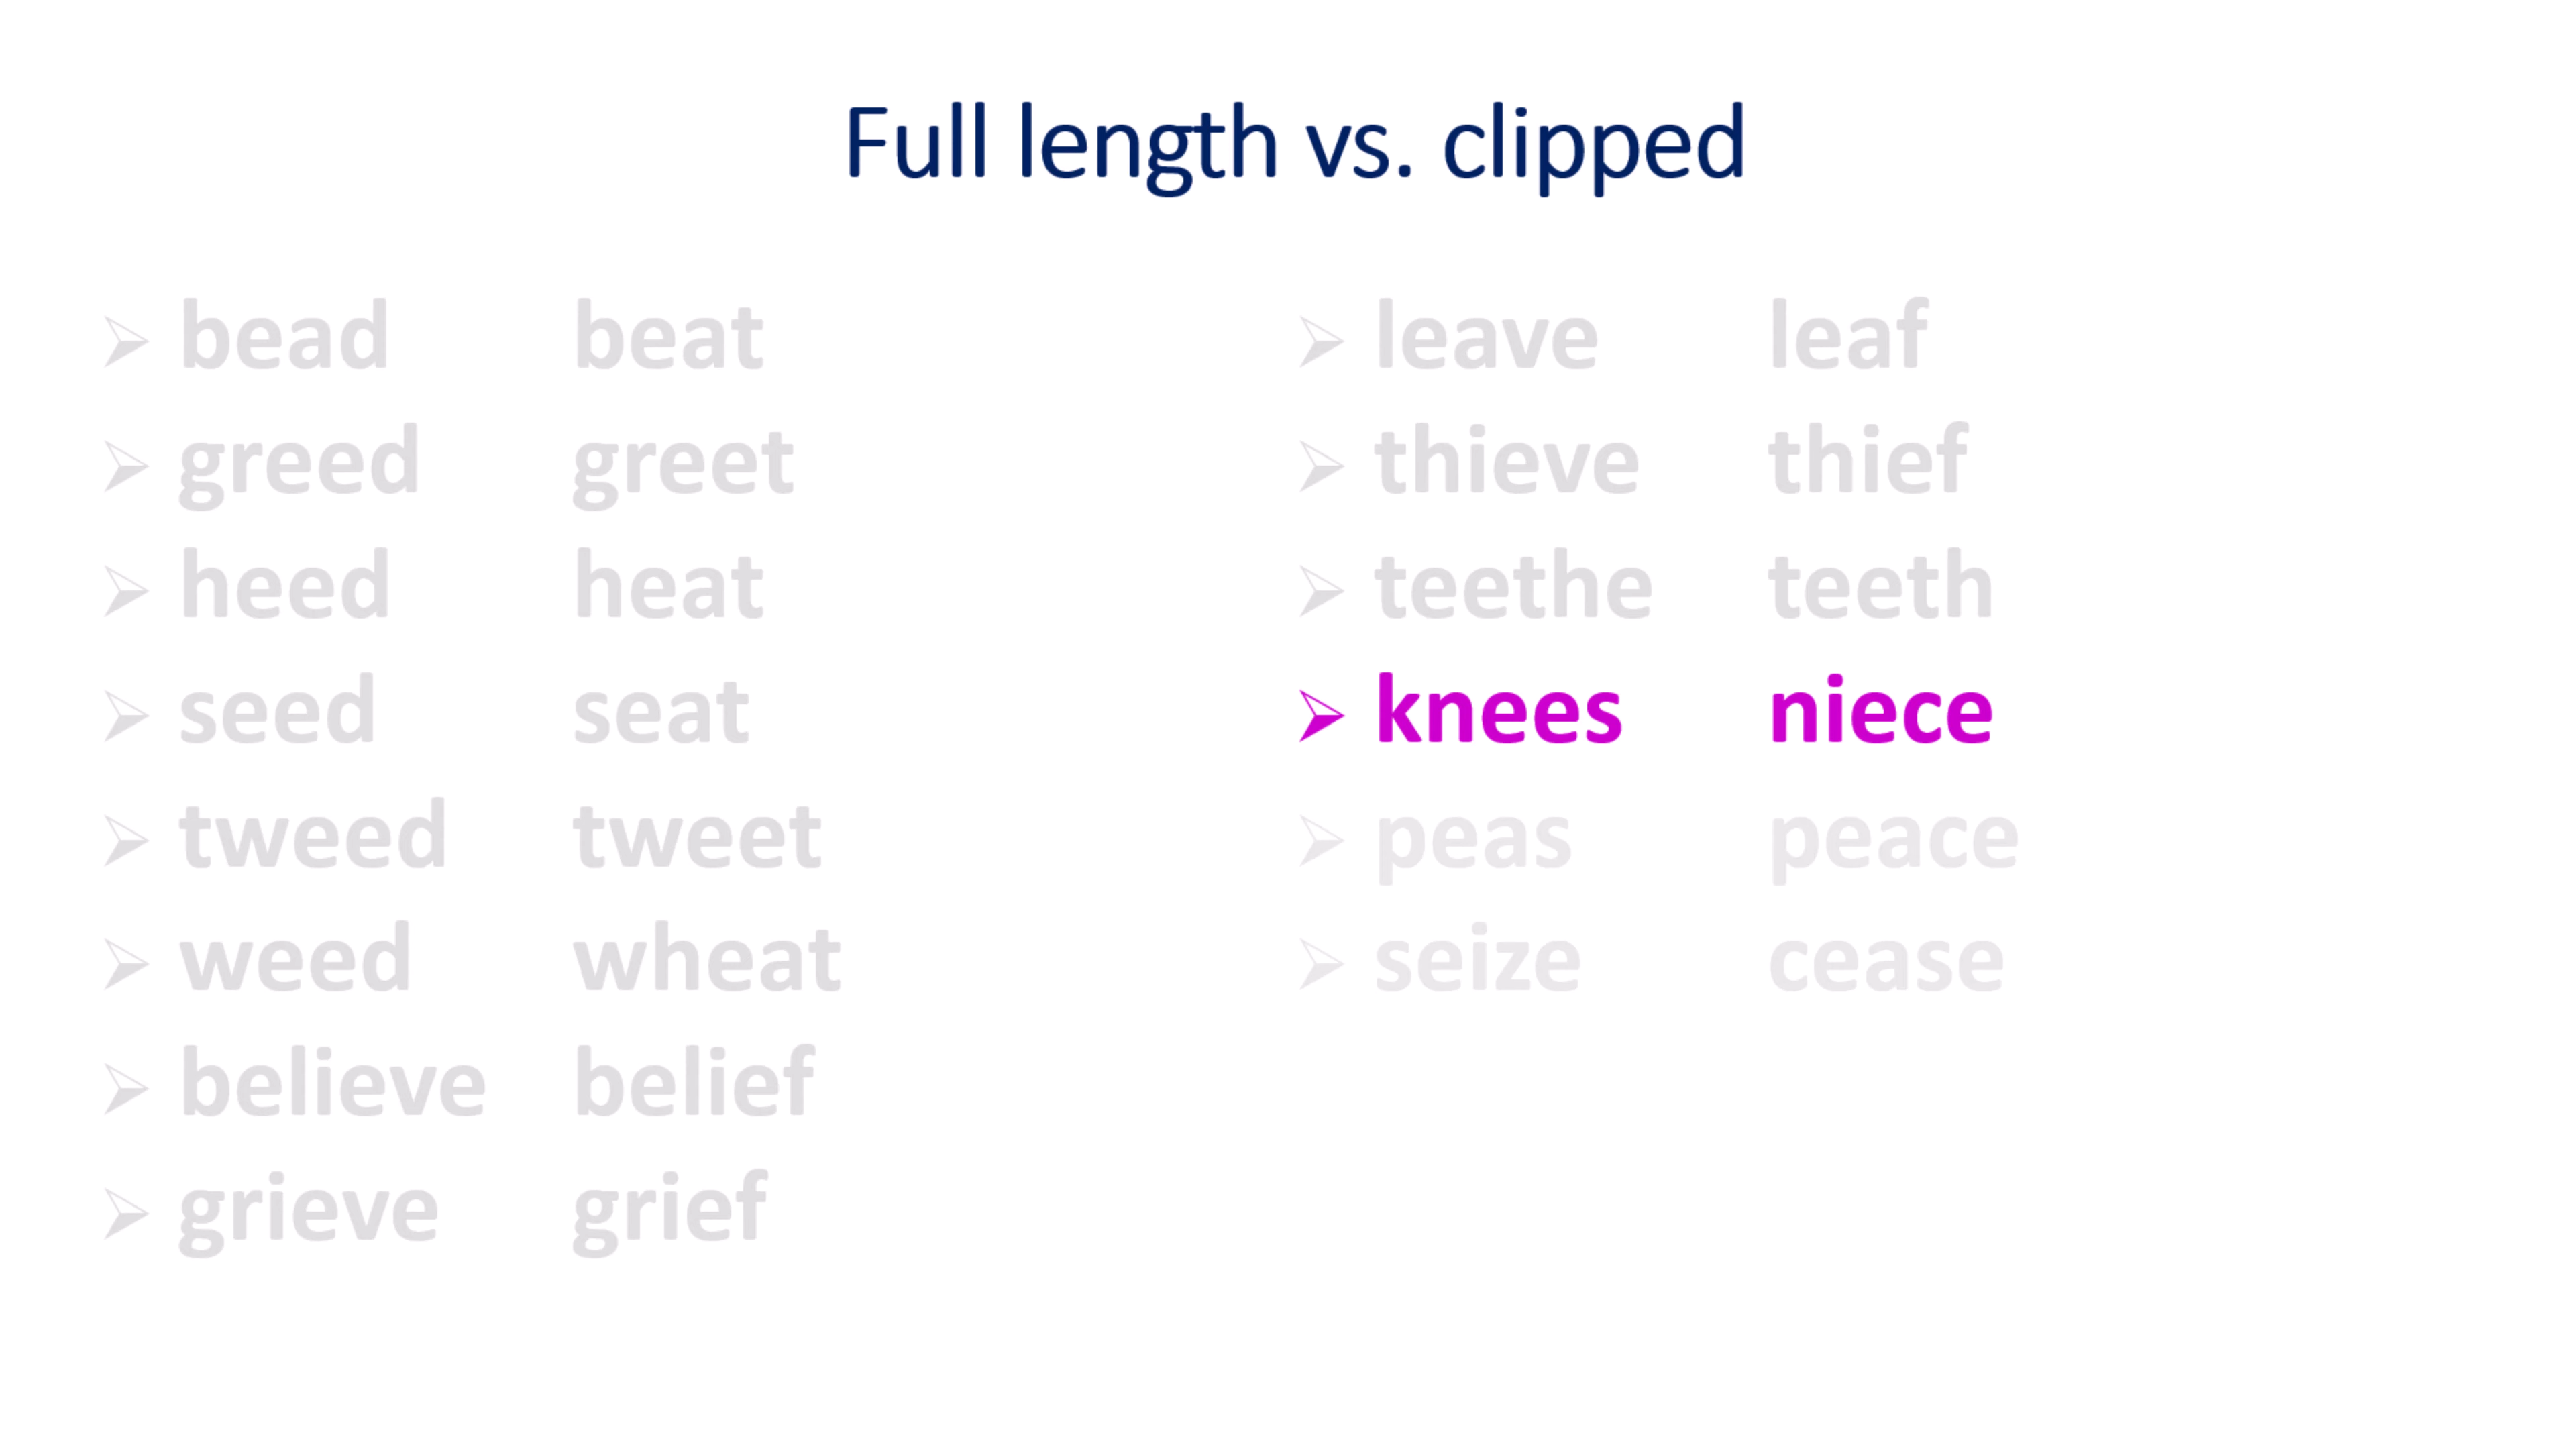 Full length vs. clipped
bead beat
greed greet
heed heat
seed seat
tweed tweet
weed wheat
believe belief
grieve grief
leave leaf
thieve thief
teethe teeth
knees niece
peas peace
seize cease